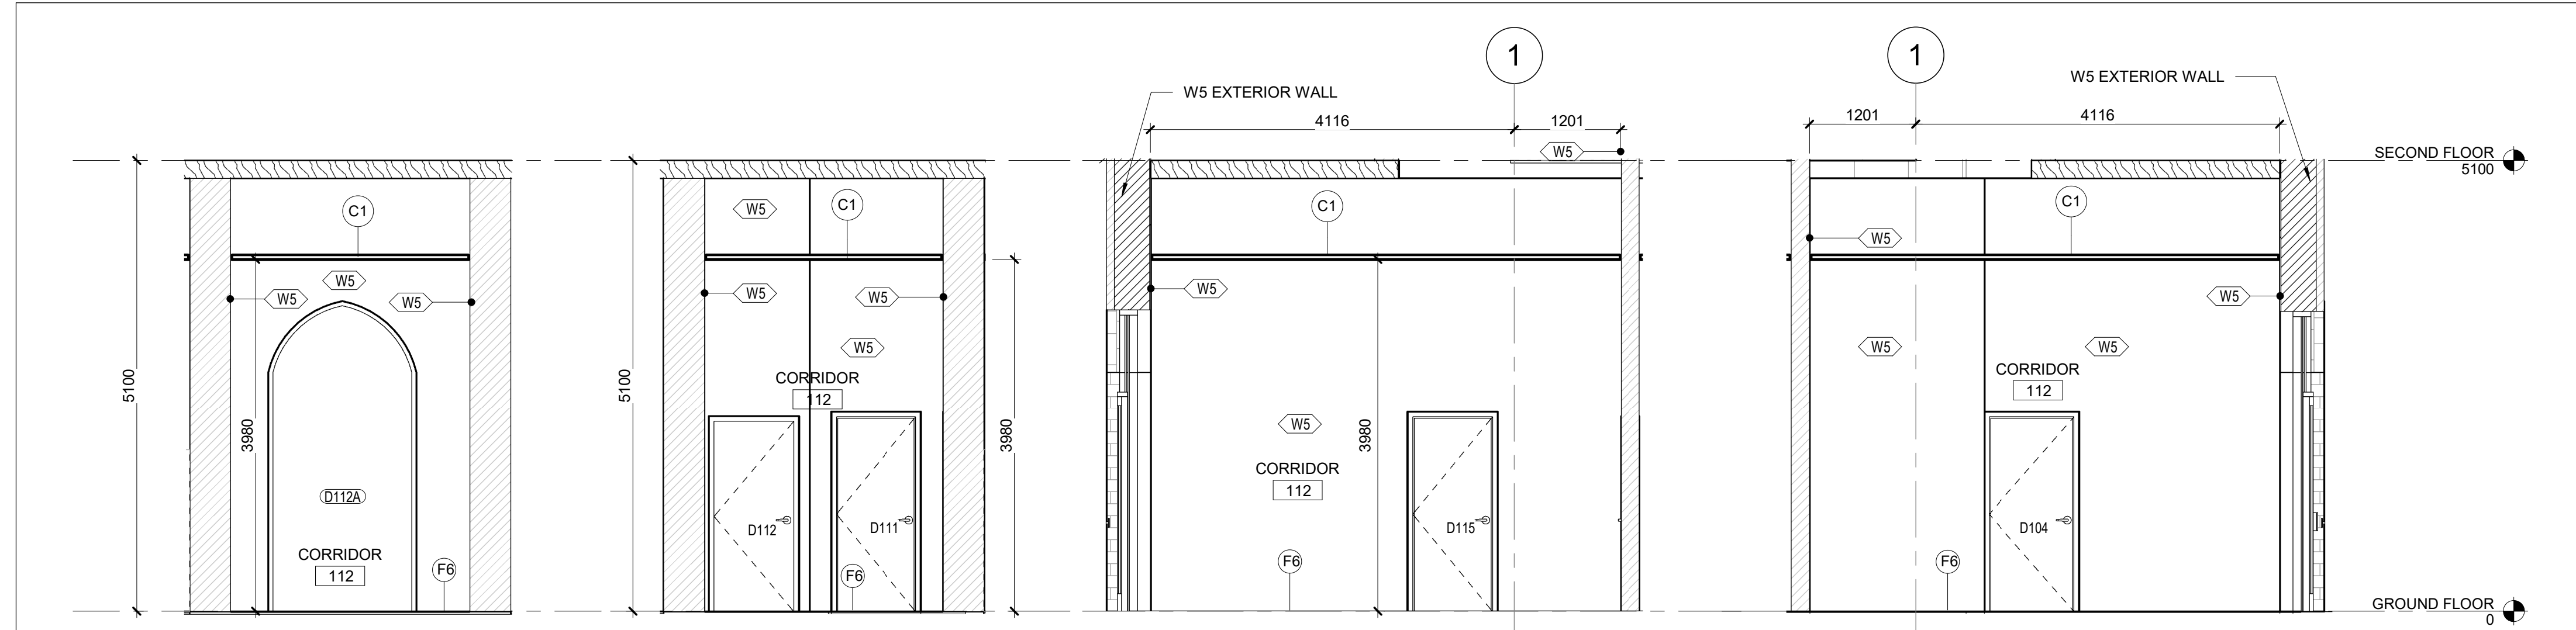 5100
C1
W5
W5
W5
3980
D112A
CORRIDOR
112
F6
5100
W5
C1
W5
W5
W5
CORRIDOR
112
3980
D112
D111
F6
1
W5 EXTERIOR WALL
4116
1201
W5
C1
W5
W5
3980
CORRIDOR
112
D115
F6
1
W5 EXTERIOR WALL
1201
4116
C1
W5
W5
W5
W5
CORRIDOR
112
D104
F6
SECOND FLOOR
5100
GROUND FLOOR
0